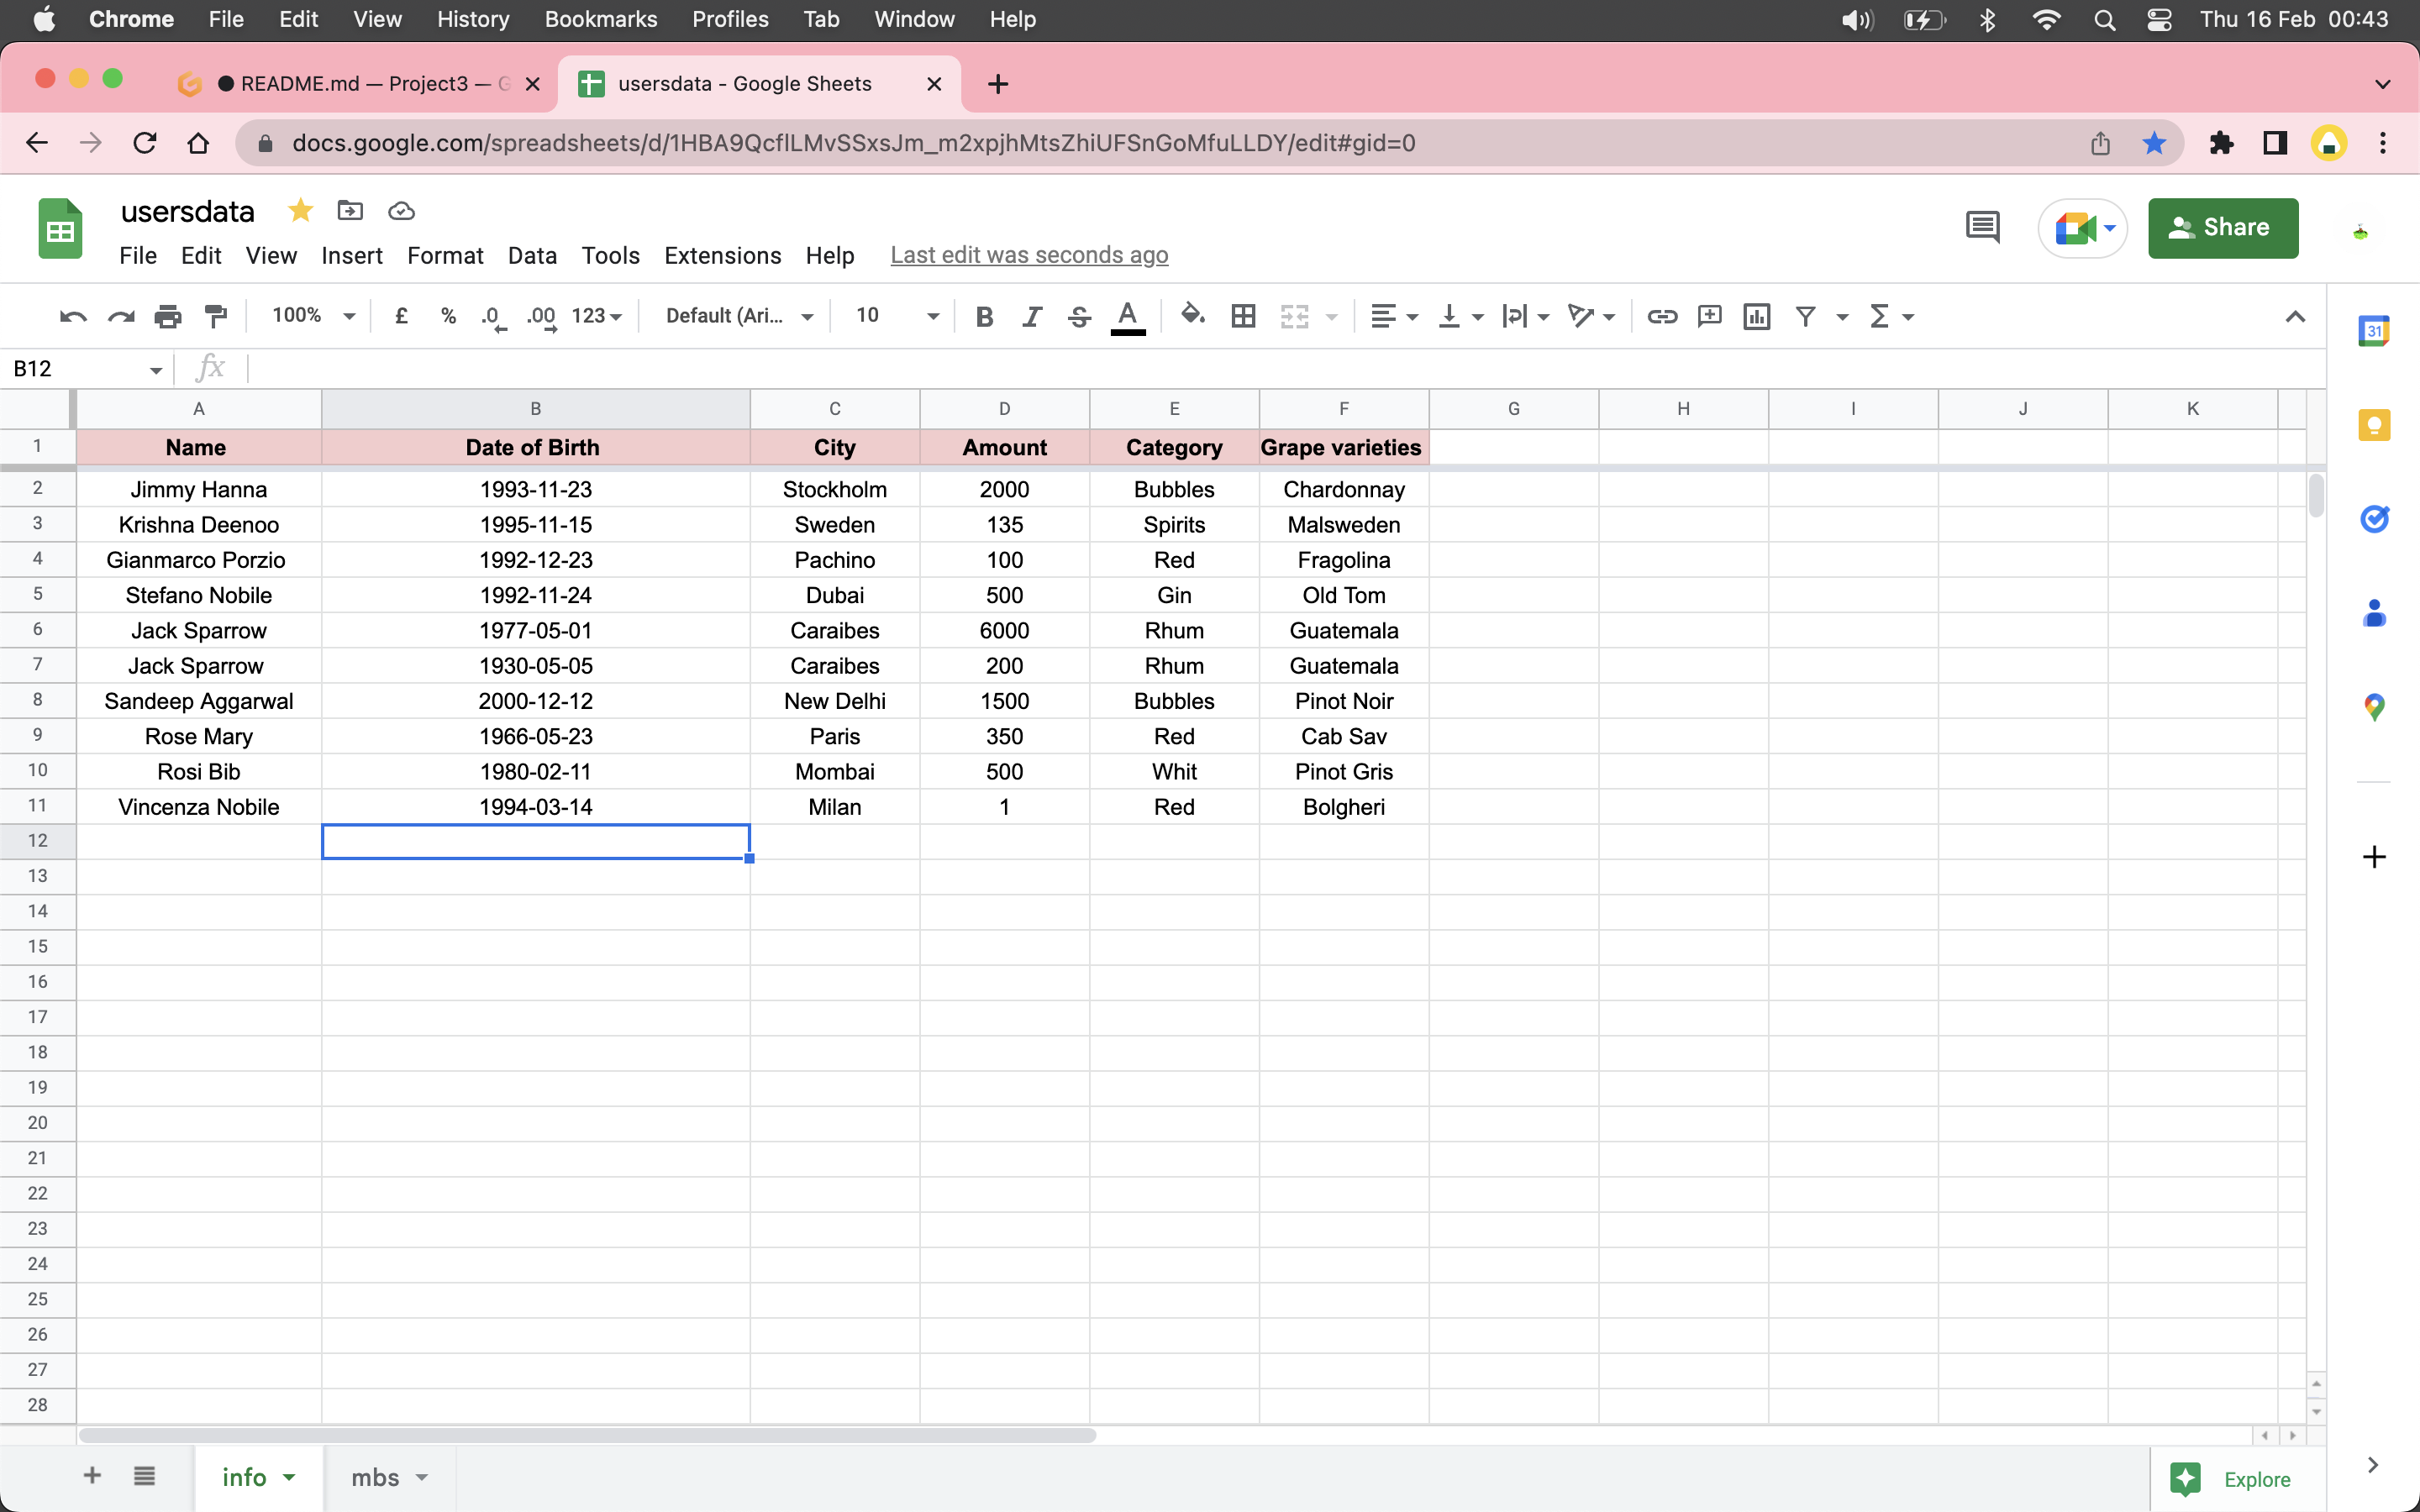 Chrome File Edit View History Bookmarks Profiles Tab Window Help Thu 16 Feb 00:43
README.md — Project3 — G usersdata - Google Sheets
docs.google.com/spreadsheets/d/1HBA9QcflLMvSSxsJm_m2xpjhMtsZhiUFSnGoMfuLLDY/edit#gid=0
usersdata
File Edit View Insert Format Data Tools Extensions Help Last edit was seconds ago Share
100% £ % .0 .00 123 Default (Ari... 10 B I S A Σ 31
B12 fx
A B C D E F G H I J K
1 Name Date of Birth City Amount Category Grape varieties
2 Jimmy Hanna 1993-11-23 Stockholm 2000 Bubbles Chardonnay
3 Krishna Deenoo 1995-11-15 Sweden 135 Spirits Malsweden
4 Gianmarco Porzio 1992-12-23 Pachino 100 Red Fragolina
5 Stefano Nobile 1992-11-24 Dubai 500 Gin Old Tom
6 Jack Sparrow 1977-05-01 Caraibes 6000 Rhum Guatemala
7 Jack Sparrow 1930-05-05 Caraibes 200 Rhum Guatemala
8 Sandeep Aggarwal 2000-12-12 New Delhi 1500 Bubbles Pinot Noir
9 Rose Mary 1966-05-23 Paris 350 Red Cab Sav
10 Rosi Bib 1980-02-11 Mombai 500 Whit Pinot Gris
11 Vincenza Nobile 1994-03-14 Milan 1 Red Bolgheri
12
13
14
15
16
17
18
19
20
21
22
23
24
25
26
27
28
info mbs Explore